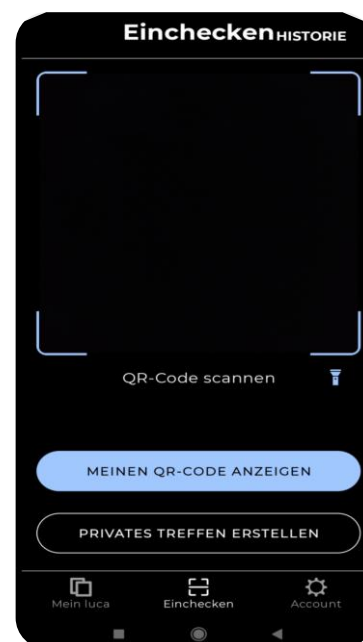 Einchecken HISTORIE
QR-Code scannen
MEINEN QR-CODE ANZEIGEN
PRIVATES TREFFEN ERSTELLEN
Mein luca Einchecken Account